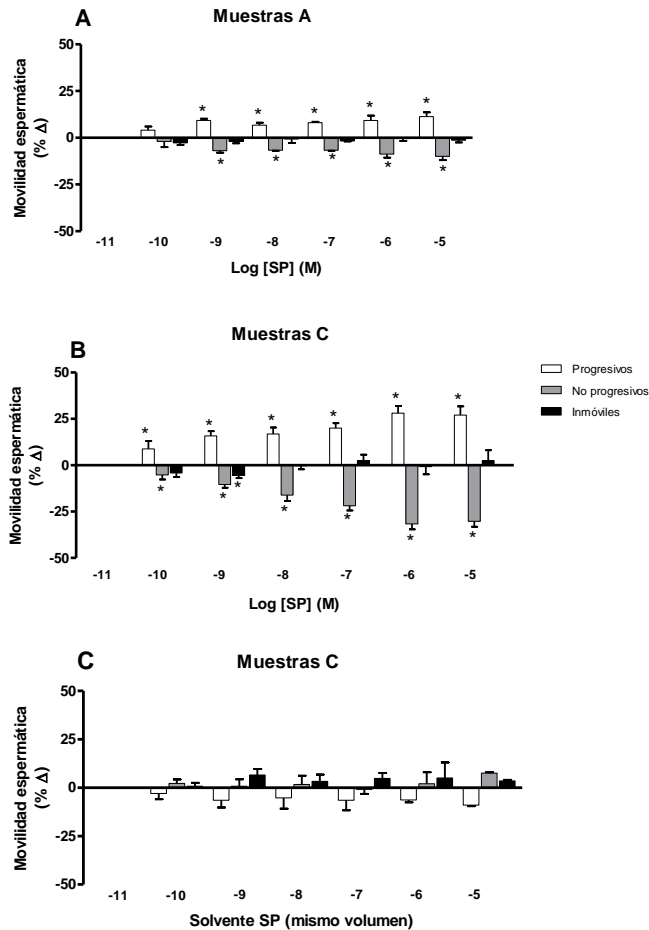 A
Muestras A
Movilidad espermática
(% Δ)
50
25
0
-25
-50
* * * * * *
* * * * *
-11 -10 -9 -8 -7 -6 -5
Log [SP] (M)
B
Muestras C
Movilidad espermática
(% Δ)
50
25
0
-25
-50
* * * * * *
* * * * * * *
-11 -10 -9 -8 -7 -6 -5
Log [SP] (M)
Progresivos
No progresivos
Inmóviles
C
Muestras C
Movilidad espermática
(% Δ)
50
25
0
-25
-50
-11 -10 -9 -8 -7 -6 -5
Solvente SP (mismo volumen)